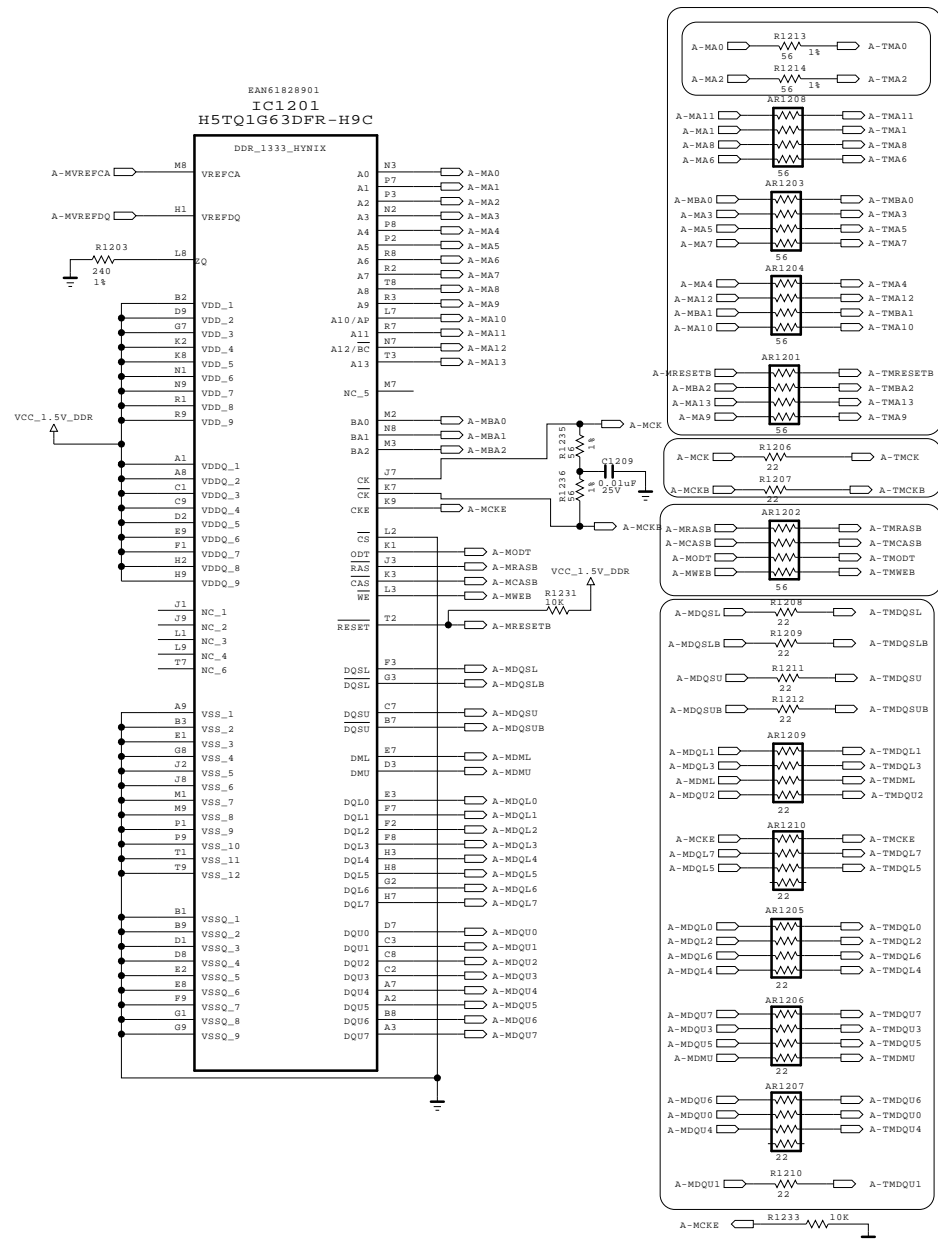 EAN61828901
IC1201
H5TQ1G63DFR-H9C
DDR_1333_HYNIX
A-MVREFCA M8 VREFCA
A-MVREFDQ H1 VREFDQ
R1203
240
1%
L8 ZQ
B2 VDD_1
D9 VDD_2
G7 VDD_3
K2 VDD_4
K8 VDD_5
N1 VDD_6
N9 VDD_7
R1 VDD_8
R9 VDD_9
VCC_1.5V_DDR
A1 VDDQ_1
A8 VDDQ_2
C1 VDDQ_3
C9 VDDQ_4
D2 VDDQ_5
E9 VDDQ_6
F1 VDDQ_7
H2 VDDQ_8
H9 VDDQ_9
J1 NC_1
J9 NC_2
L1 NC_3
L9 NC_4
T7 NC_6
A9 VSS_1
B3 VSS_2
E1 VSS_3
G8 VSS_4
J2 VSS_5
J8 VSS_6
M1 VSS_7
M9 VSS_8
P1 VSS_9
P9 VSS_10
T1 VSS_11
T9 VSS_12
B1 VSSQ_1
B9 VSSQ_2
D1 VSSQ_3
D8 VSSQ_4
E2 VSSQ_5
E8 VSSQ_6
F9 VSSQ_7
G1 VSSQ_8
G9 VSSQ_9
A0 N3 A-MA0
A1 P7 A-MA1
A2 P3 A-MA2
A3 N2 A-MA3
A4 P8 A-MA4
A5 P2 A-MA5
A6 R8 A-MA6
A7 R2 A-MA7
A8 T8 A-MA8
A9 R3 A-MA9
A10/AP L7 A-MA10
A11 R7 A-MA11
A12/BC N7 A-MA12
A13 T3 A-MA13
NC_5 M7
BA0 M2 A-MBA0
BA1 N8 A-MBA1
BA2 M3 A-MBA2
CK J7
CK K7
CKE K9 A-MCKE
A-MCK
R1235
56
1%
R1236
56
1%
C1209
0.01uF
25V
A-MCKB
CS L2
ODT K1 A-MODT
RAS J3 A-MRASB
CAS K3 A-MCASB
WE L3 A-MWEB
VCC_1.5V_DDR
R1231
10K
RESET T2 A-MRESETB
DQSL F3 A-MDQSL
DQSL G3 A-MDQSLB
DQSU C7 A-MDQSU
DQSU B7 A-MDQSUB
DML E7 A-MDML
DMU D3 A-MDMU
DQL0 E3 A-MDQL0
DQL1 F7 A-MDQL1
DQL2 F2 A-MDQL2
DQL3 F8 A-MDQL3
DQL4 H3 A-MDQL4
DQL5 H8 A-MDQL5
DQL6 G2 A-MDQL6
DQL7 H7 A-MDQL7
DQU0 D7 A-MDQU0
DQU1 C3 A-MDQU1
DQU2 C8 A-MDQU2
DQU3 C2 A-MDQU3
DQU4 A7 A-MDQU4
DQU5 A2 A-MDQU5
DQU6 B8 A-MDQU6
DQU7 A3 A-MDQU7
R1213
A-MA0 56 1% A-TMA0
R1214
A-MA2 56 1% A-TMA2
AR1208
A-MA11 A-TMA11
A-MA1 A-TMA1
A-MA8 A-TMA8
A-MA6 A-TMA6
56
AR1203
A-MBA0 A-TMBA0
A-MA3 A-TMA3
A-MA5 A-TMA5
A-MA7 A-TMA7
56
AR1204
A-MA4 A-TMA4
A-MA12 A-TMA12
A-MBA1 A-TMBA1
A-MA10 A-TMA10
56
AR1201
A-MRESETB A-TMRESETB
A-MBA2 A-TMBA2
A-MA13 A-TMA13
A-MA9 A-TMA9
56
R1206
A-MCK 22 A-TMCK
R1207
A-MCKB 22 A-TMCKB
AR1202
A-MRASB A-TMRASB
A-MCASB A-TMCASB
A-MODT A-TMODT
A-MWEB A-TMWEB
56
R1208
A-MDQSL 22 A-TMDQSL
R1209
A-MDQSLB 22 A-TMDQSLB
R1211
A-MDQSU 22 A-TMDQSU
R1212
A-MDQSUB 22 A-TMDQSUB
AR1209
A-MDQL1 A-TMDQL1
A-MDQL3 A-TMDQL3
A-MDML A-TMDML
A-MDQU2 A-TMDQU2
22
AR1210
A-MCKE A-TMCKE
A-MDQL7 A-TMDQL7
A-MDQL5 A-TMDQL5
22
AR1205
A-MDQL0 A-TMDQL0
A-MDQL2 A-TMDQL2
A-MDQL6 A-TMDQL6
A-MDQL4 A-TMDQL4
22
AR1206
A-MDQU7 A-TMDQU7
A-MDQU3 A-TMDQU3
A-MDQU5 A-TMDQU5
A-MDMU A-TMDMU
22
AR1207
A-MDQU6 A-TMDQU6
A-MDQU0 A-TMDQU0
A-MDQU4 A-TMDQU4
22
R1210
A-MDQU1 22 A-TMDQU1
A-MCKE R1233 10K